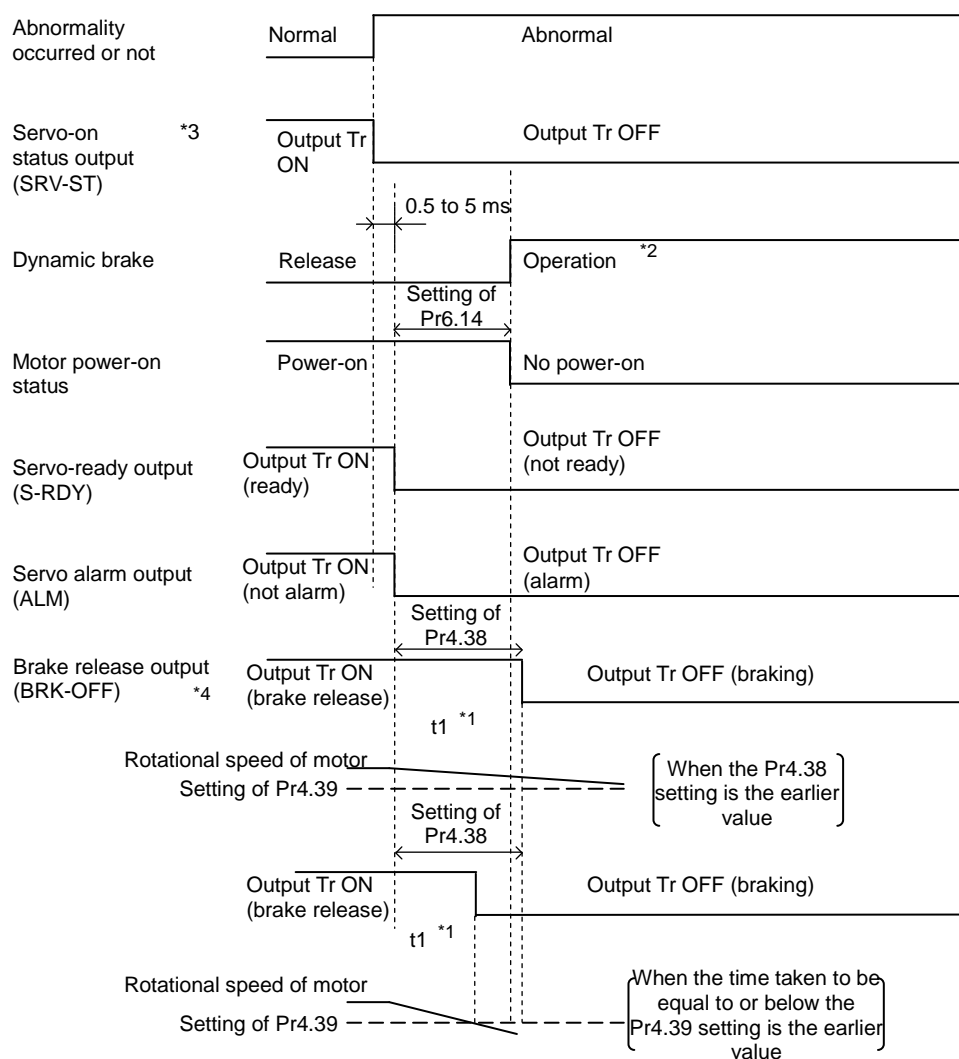 Abnormality
occurred or not
Normal
Abnormal
Servo-on
status output
(SRV-ST)
*3
Output Tr
ON
Output Tr OFF
0.5 to 5 ms
Dynamic brake
Release
Operation *2
Setting of
Pr6.14
Motor power-on
status
Power-on
No power-on
Servo-ready output
(S-RDY)
Output Tr ON
(ready)
Output Tr OFF
(not ready)
Servo alarm output
(ALM)
Output Tr ON
(not alarm)
Output Tr OFF
(alarm)
Setting of
Pr4.38
Brake release output
(BRK-OFF) *4
Output Tr ON
(brake release)
Output Tr OFF (braking)
t1 *1
Rotational speed of motor
Setting of Pr4.39
When the Pr4.38
setting is the earlier
value
Setting of
Pr4.38
Output Tr ON
(brake release)
Output Tr OFF (braking)
t1 *1
Rotational speed of motor
Setting of Pr4.39
When the time taken to be
equal to or below the
Pr4.39 setting is the earlier
value